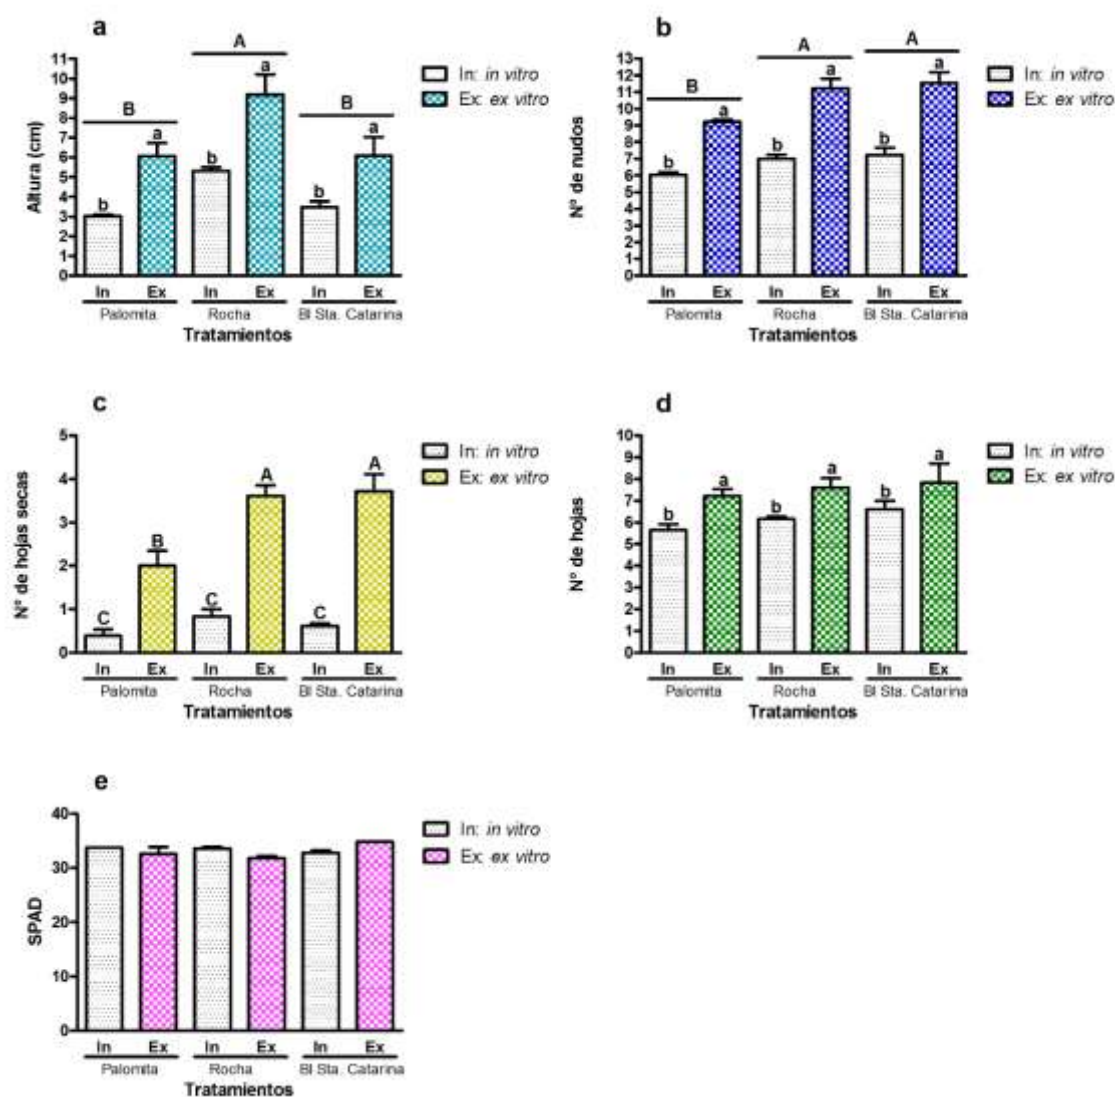 a
Altura (cm)
11
10
9
8
7
6
5
4
3
2
1
0
B
A
B
b
a
b
a
b
a
In: in vitro
Ex: ex vitro
In Ex In Ex In Ex
Palomita Rocha Bl Sta. Catarina
Tratamientos
b
N° de nudos
13
12
11
10
9
8
7
6
5
4
3
2
1
0
B
A
A
b
a
b
a
b
a
In: in vitro
Ex: ex vitro
In Ex In Ex In Ex
Palomita Rocha Bl Sta. Catarina
Tratamientos
c
N° de hojas secas
5
4
3
2
1
0
C
B
C
A
C
A
In: in vitro
Ex: ex vitro
In Ex In Ex In Ex
Palomita Rocha Bl Sta. Catarina
Tratamientos
d
N° de hojas
10
9
8
7
6
5
4
3
2
1
0
b
a
b
a
b
a
In: in vitro
Ex: ex vitro
In Ex In Ex In Ex
Palomita Rocha Bl Sta. Catarina
Tratamientos
e
SPAD
40
30
20
10
0
In: in vitro
Ex: ex vitro
In Ex In Ex In Ex
Palomita Rocha Bl Sta. Catarina
Tratamientos